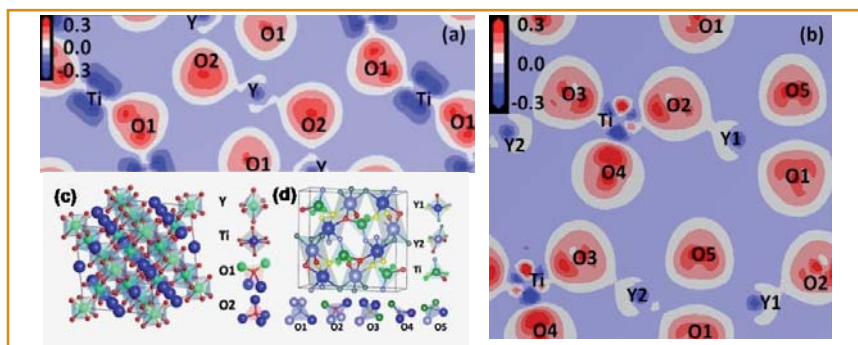 0.3
0.0
-0.3
(a)
Y
O1
O2
O1
Ti
Y
Ti
O1
O2
O1
O1
Y
(b)
0.3
0.0
-0.3
O1
O3
O2
O5
Ti
Y2
Y1
O4
O1
O3
O5
Ti
Y2
Y1
O2
O4
O1
(c)
Y
Ti
O1
O2
(d)
Y1
Y2
Ti
O1 O2 O3 O4 O5